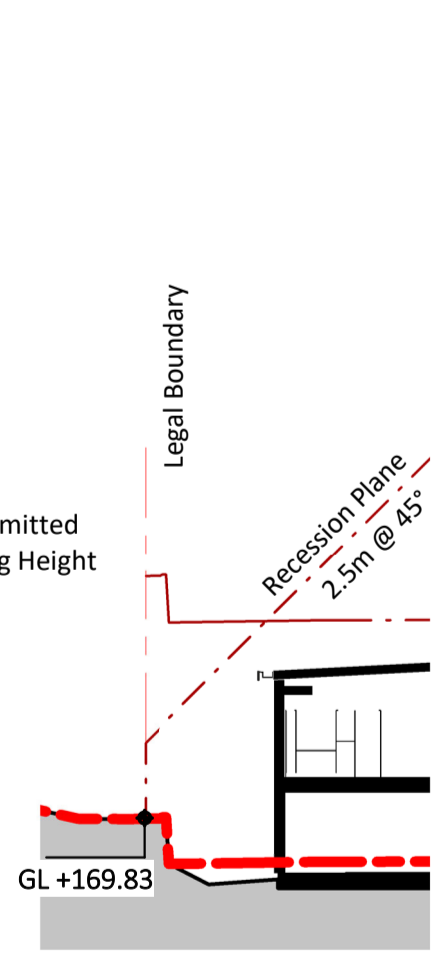 Legal Boundary
Recession Plane
2.5m @ 45°
mitted
g Height
GL +169.83